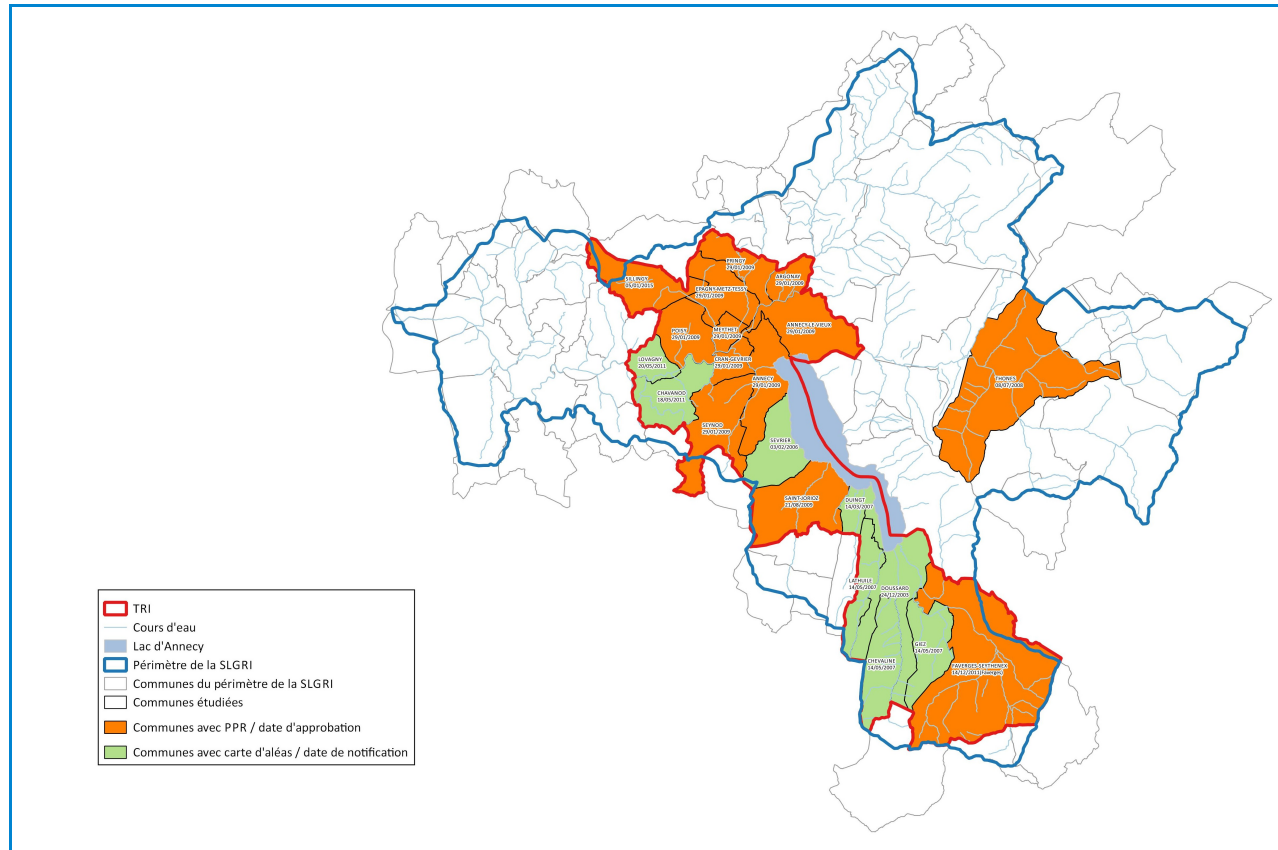 PRINGY
29/01/2009
ARGONAY
29/01/2009
SILLINGY
05/01/2015
EPAGNY-METZ-TESSY
29/01/2009
ANNECY-LE-VIEUX
29/01/2009
MEYTHET
29/01/2009
POISY
29/01/2009
LOVAGNY
20/05/2011
CRAN-GEVRIER
29/01/2009
ANNECY
29/01/2009
THONES
08/07/2008
CHAVANOD
18/05/2011
SEYNOD
29/01/2009
SEVRIER
03/02/2006
SAINT-JORIOZ
21/08/2009
DUINGT
14/03/2007
LATHUILE
14/05/2007
DOUSSARD
24/12/2003
GIEZ
14/05/2007
CHEVALINE
14/05/2007
FAVERGES-SEYTHENEX
14/12/2011(Faverges)
TRI
Cours d'eau
Lac d'Annecy
Périmètre de la SLGRI
Communes du périmètre de la SLGRI
Communes étudiées
Communes avec PPR / date d'approbation
Communes avec carte d'aléas / date de notification